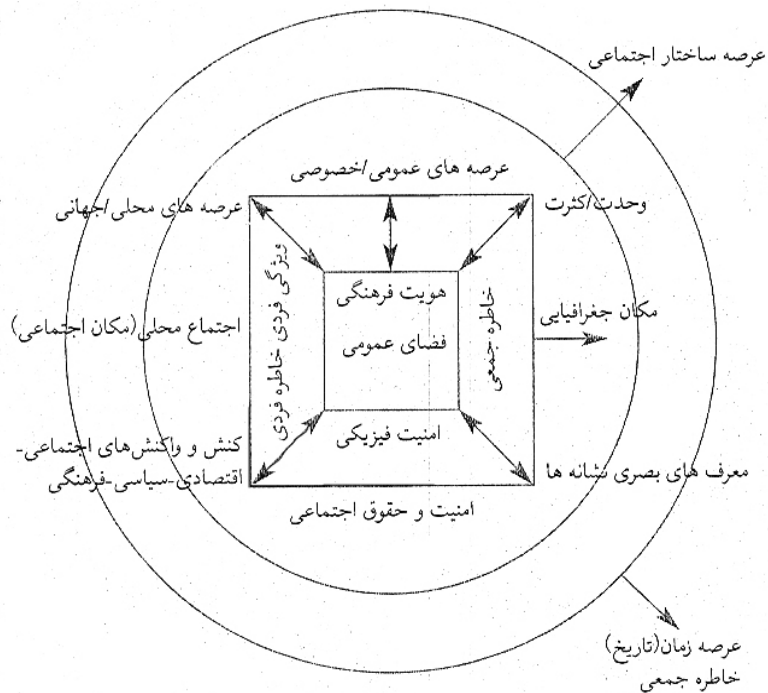 عرصه ساختار اجتماعی
عرصه های عمومی/خصوصی
وحدت/کثرت
عرصه های محلی/جهانی
هویت فرهنگی
فضای عمومی
خاطره جمعی
ویژگی فردی خاطره فردی
مکان جغرافیایی
اجتماع محلی(مکان اجتماعی)
امنیت فیزیکی
معرف های بصری نشانه ها
کنش و واکنش‌های اجتماعی-
اقتصادی-سیاسی-فرهنگی
امنیت و حقوق اجتماعی
عرصه زمان(تاریخ)
خاطره جمعی